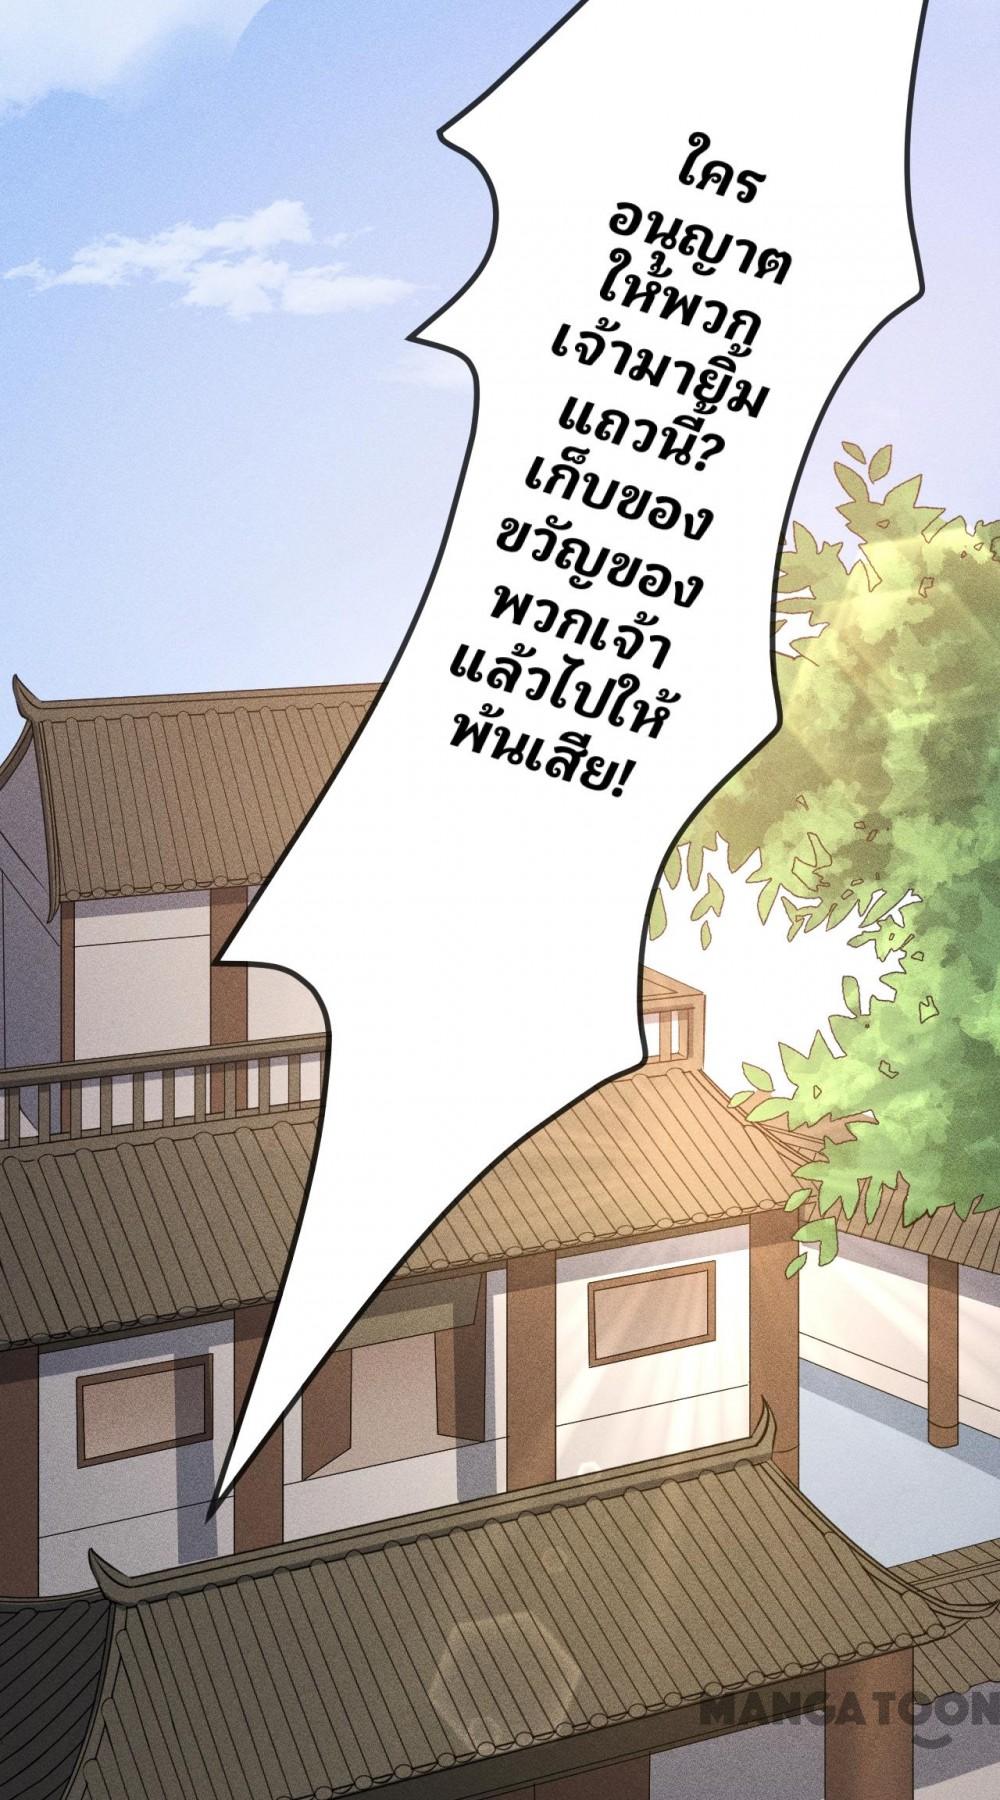 ใคร
อนุญาต
ให้พวก
เจ้ามายิ้ม
แถวนี้?
เก็บของ
ขวัญของ
พวกเจ้า
แล้วไปให้
พ้นเสีย!
MANGA TOON